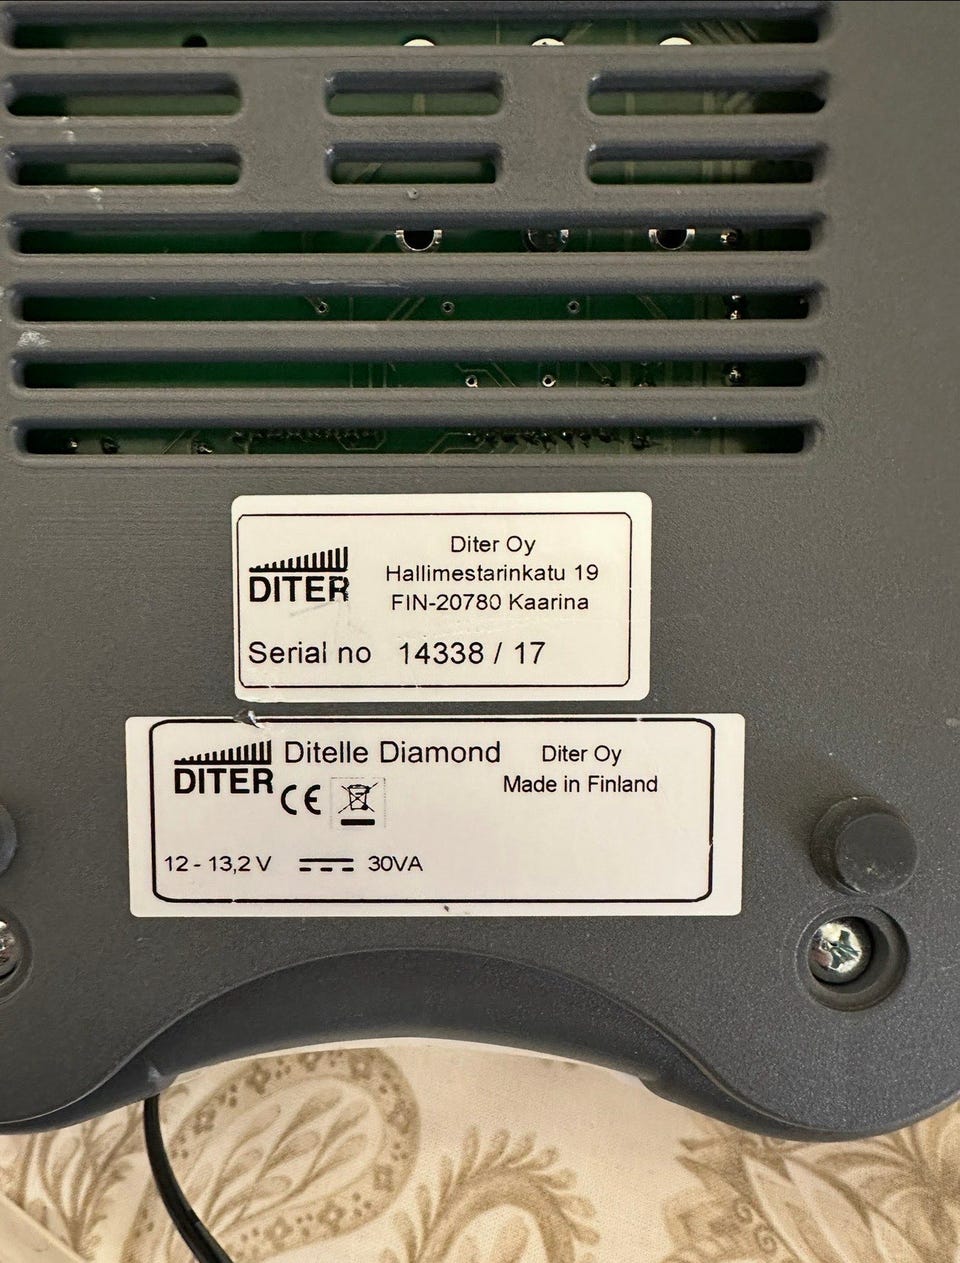 DITER
Diter Oy
Hallimestarinkatu 19
FIN-20780 Kaarina
Serial no 14338 / 17
DITER
Ditelle Diamond
Diter Oy
Made in Finland
CE
12 - 13,2 V 30VA